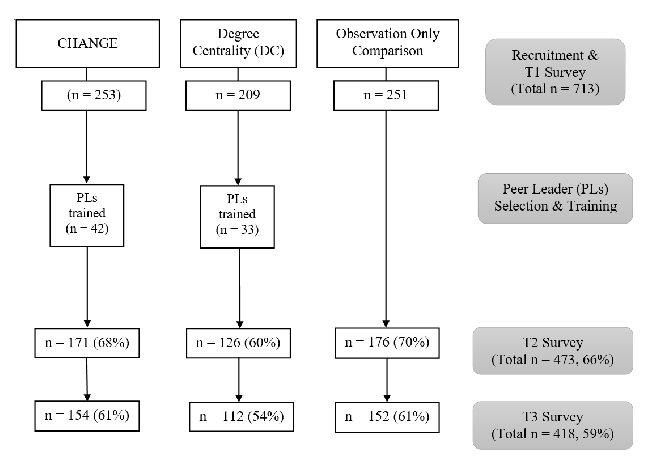 CHANGE
Degree
Centrality (DC)
Observation Only
Comparison
Recruitment &
T1 Survey
(Total n = 713)
(n = 253)
n = 209
n = 251
PLs
trained
(n = 42)
PLs
trained
(n = 33)
Peer Leader (PLs)
Selection & Training
n = 171 (68%)
n = 126 (60%)
n = 176 (70%)
T2 Survey
(Total n = 473, 66%)
n = 154 (61%)
n = 112 (54%)
n = 152 (61%)
T3 Survey
(Total n = 418, 59%)